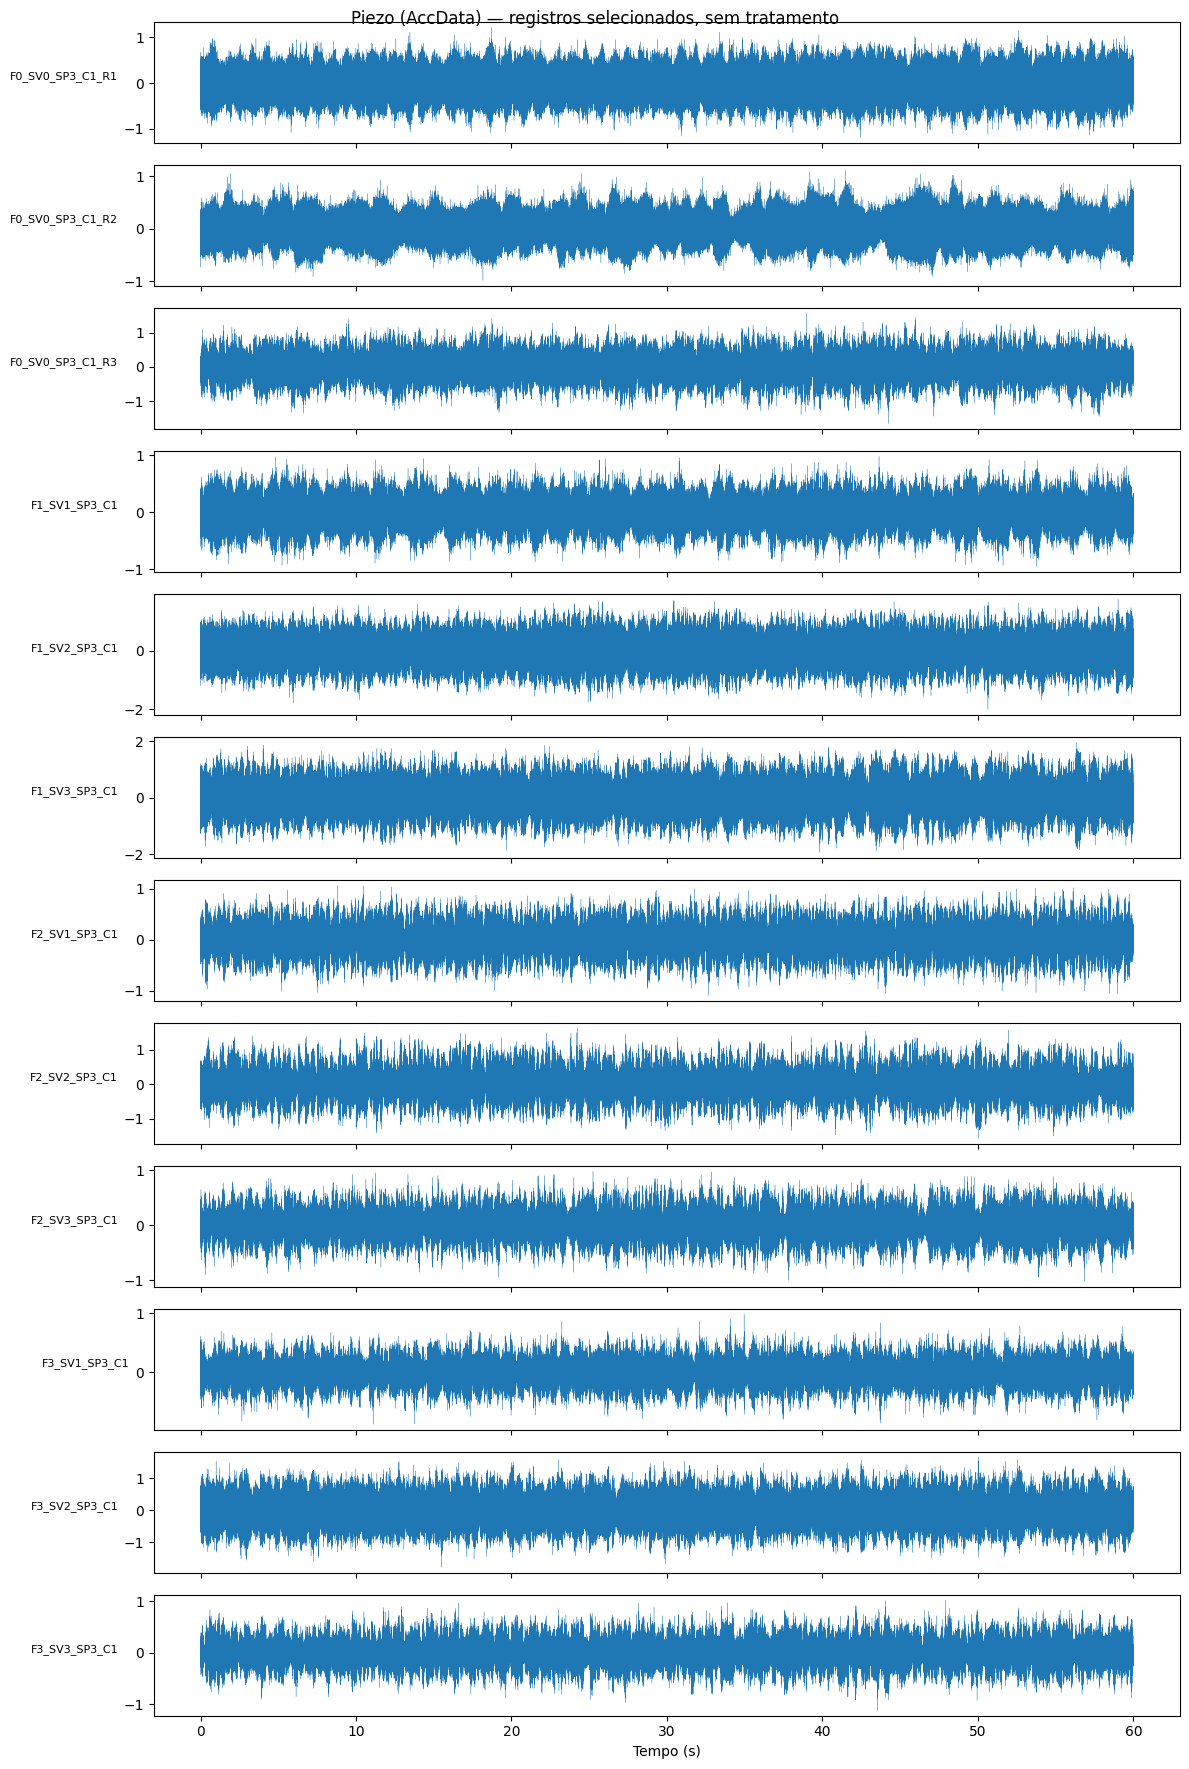 Piezo (AccData) — registros selecionados, sem tratamento
1
F0_SV0_SP3_C1_R1
0
−1
1
F0_SV0_SP3_C1_R2
0
−1
1
F0_SV0_SP3_C1_R3
0
−1
1
F1_SV1_SP3_C1
0
−1
F1_SV2_SP3_C1
0
−2
2
F1_SV3_SP3_C1
0
−2
1
F2_SV1_SP3_C1
0
−1
1
F2_SV2_SP3_C1
0
−1
1
F2_SV3_SP3_C1
0
−1
1
F3_SV1_SP3_C1
0
1
F3_SV2_SP3_C1
0
−1
1
F3_SV3_SP3_C1
0
−1
0 10 20 30 40 50 60
Tempo (s)